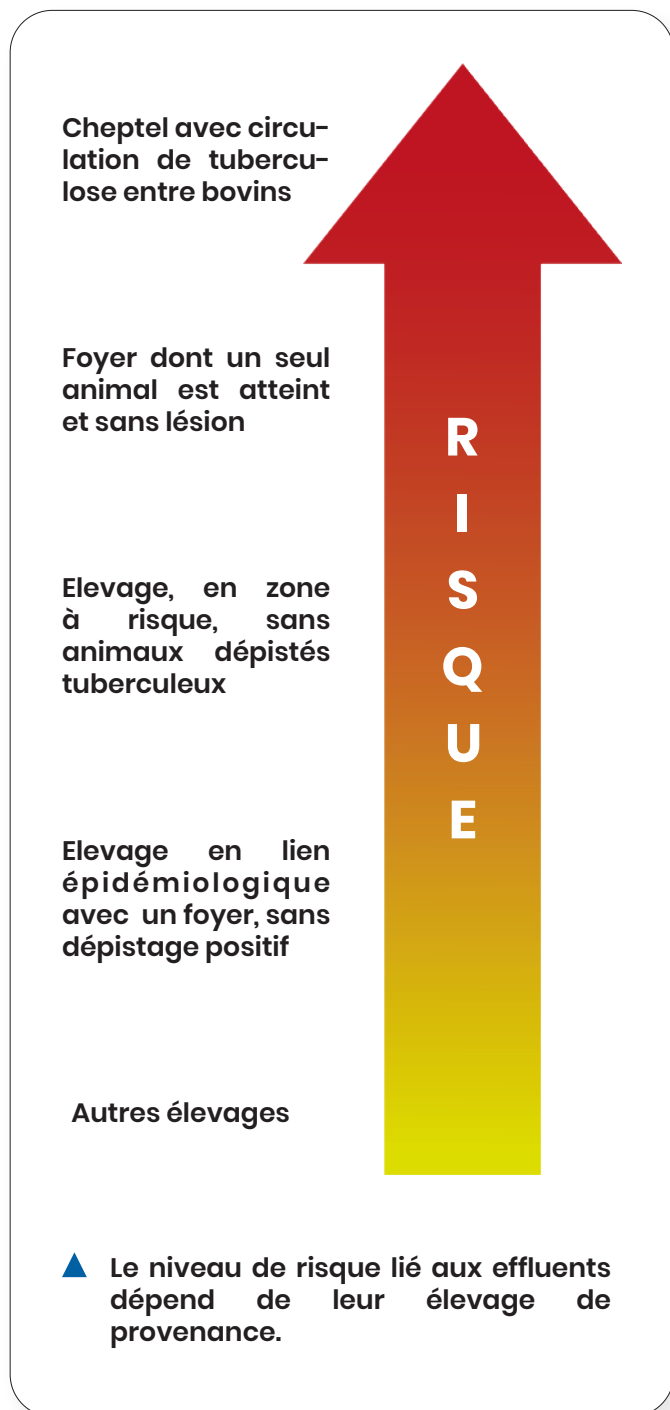 Cheptel avec circu-
lation de tubercu-
lose entre bovins
Foyer dont un seul
animal est atteint
et sans lésion
Elevage, en zone
à risque, sans
animaux dépistés
tuberculeux
Elevage en lien
épidémiologique
avec un foyer, sans
dépistage positif
Autres élevages
R
I
S
Q
U
E
Le niveau de risque lié aux effluents
dépend de leur élevage de
provenance.